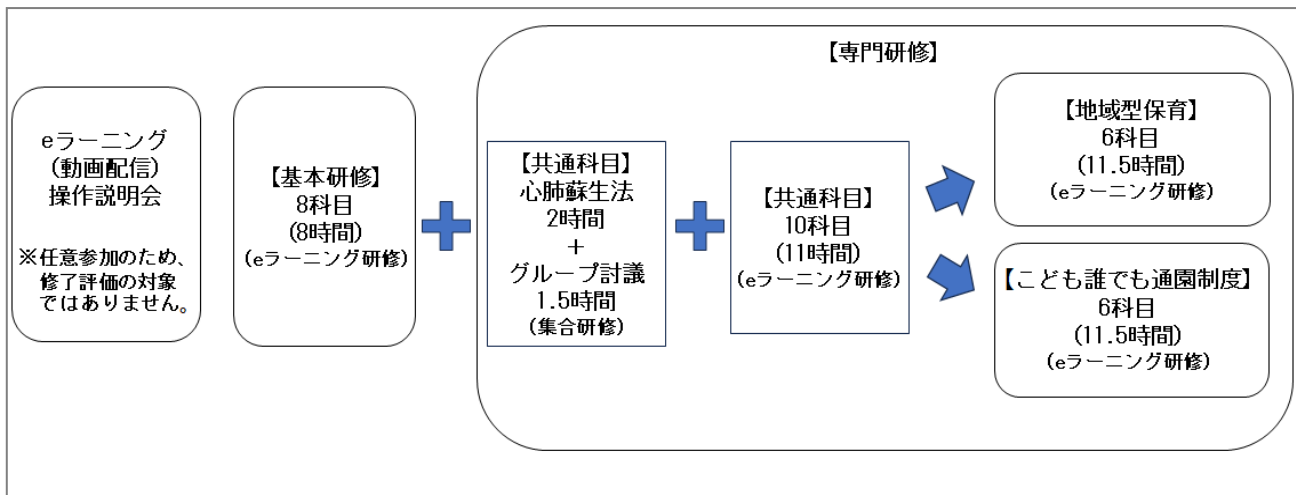 eラーニング
(動画配信)
操作説明会
※任意参加のため、
修了評価の対象
ではありません。
【基本研修】
8科目
(8時間)
(eラーニング研修)
【専門研修】
【共通科目】
心肺蘇生法
2時間
＋
グループ討議
1.5時間
(集合研修)
【共通科目】
10科目
(11時間)
(eラーニング研修)
【地域型保育】
6科目
(11.5時間)
(eラーニング研修)
【こども誰でも通園制度】
6科目
(11.5時間)
(eラーニング研修)